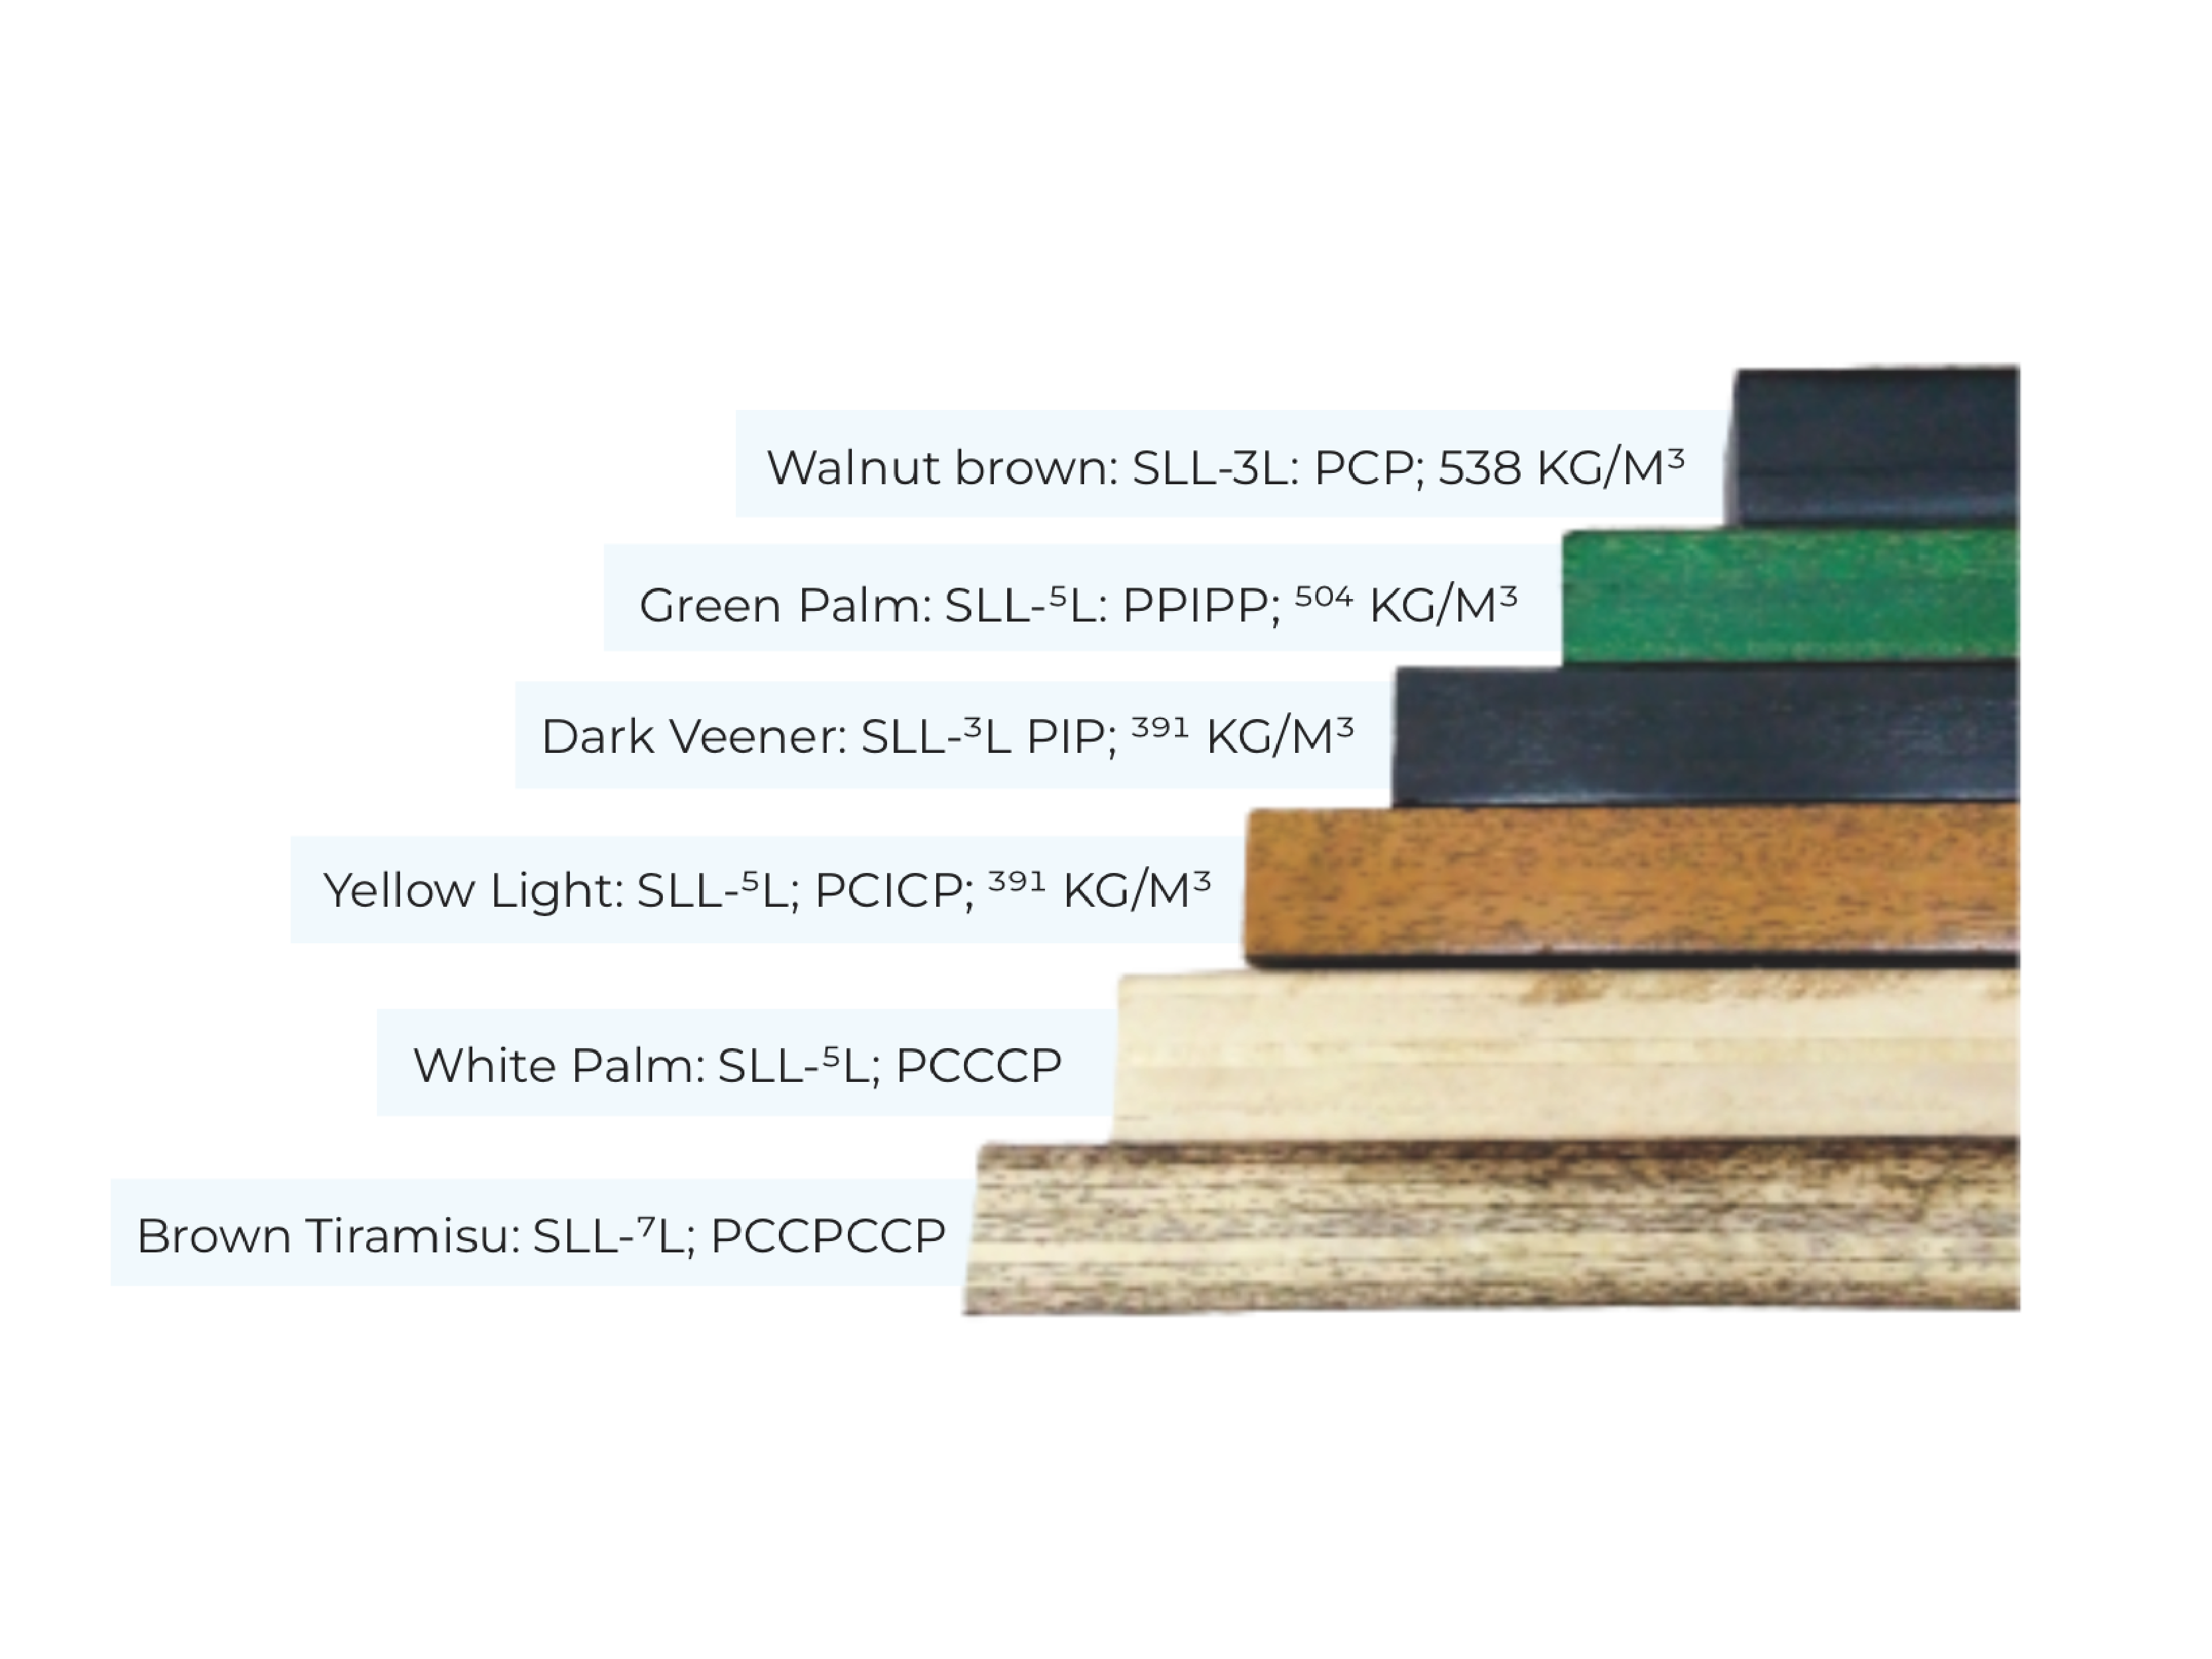 Walnut brown: SLL-3L: PCP; 538 KG/M³
Green Palm: SLL-⁵L: PPIPP; ⁵⁰⁴ KG/M³
Dark Veener: SLL-³L PIP; ³⁹¹ KG/M³
Yellow Light: SLL-⁵L; PCICP; ³⁹¹ KG/M³
White Palm: SLL-⁵L; PCCCP
Brown Tiramisu: SLL-⁷L; PCCPCCP